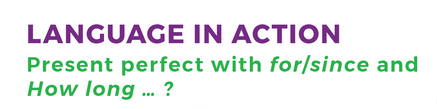 LANGUAGE IN ACTION
Present perfect with for/since and
How long … ?